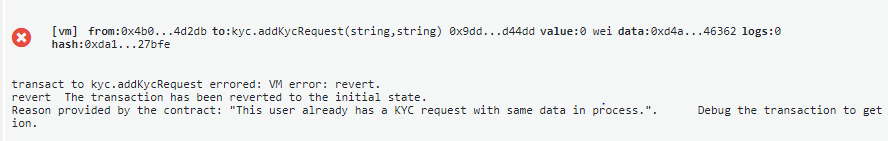 [vm] from:0x4b0...4d2db to:kyc.addKycRequest(string,string) 0x9dd...d44dd value:0 wei data:0xd4a...46362 logs:0
hash:0xda1...27bfe
transact to kyc.addKycRequest errored: VM error: revert.
revert The transaction has been reverted to the initial state.
Reason provided by the contract: "This user already has a KYC request with same data in process.". Debug the transaction to get
ion.